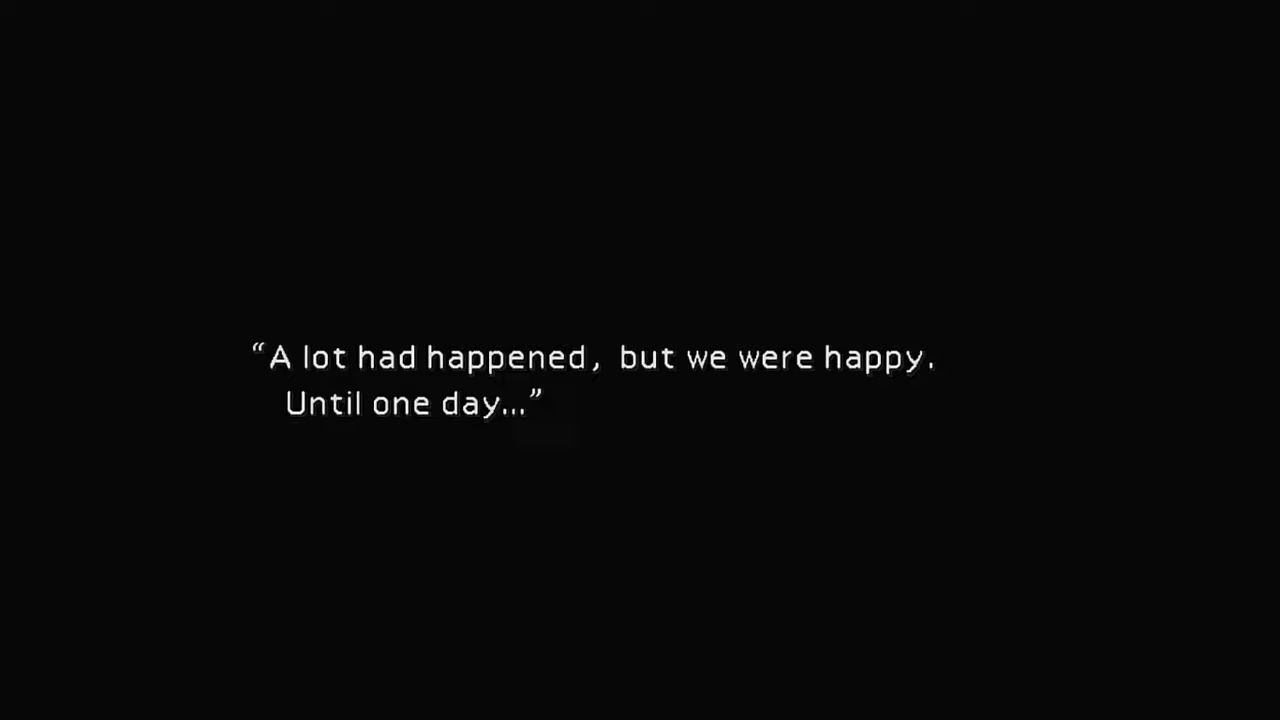 “A lot had happened, but we were happy.
Until one day...”